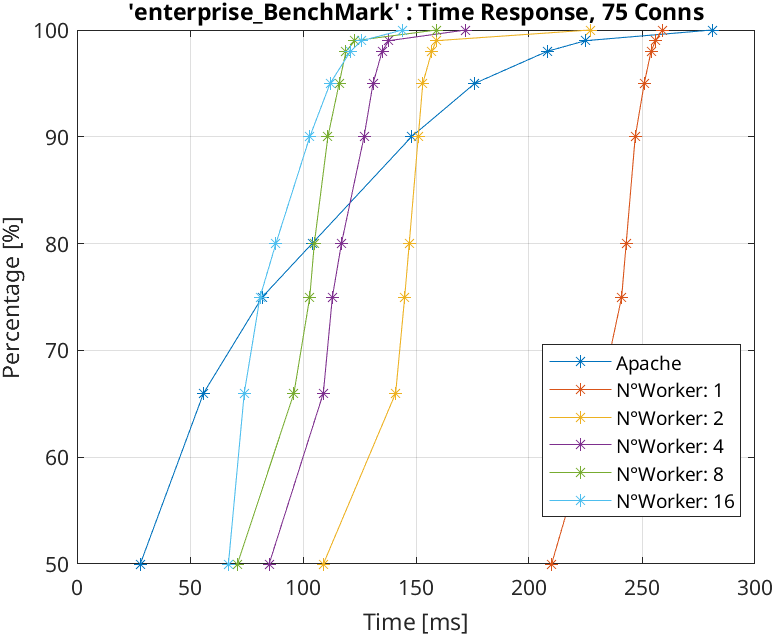 'enterprise_BenchMark' : Time Response, 75 Conns
Percentage [%]
100
90
80
70
60
50
0 50 100 150 200 250 300
Time [ms]
Apache
N°Worker: 1
N°Worker: 2
N°Worker: 4
N°Worker: 8
N°Worker: 16